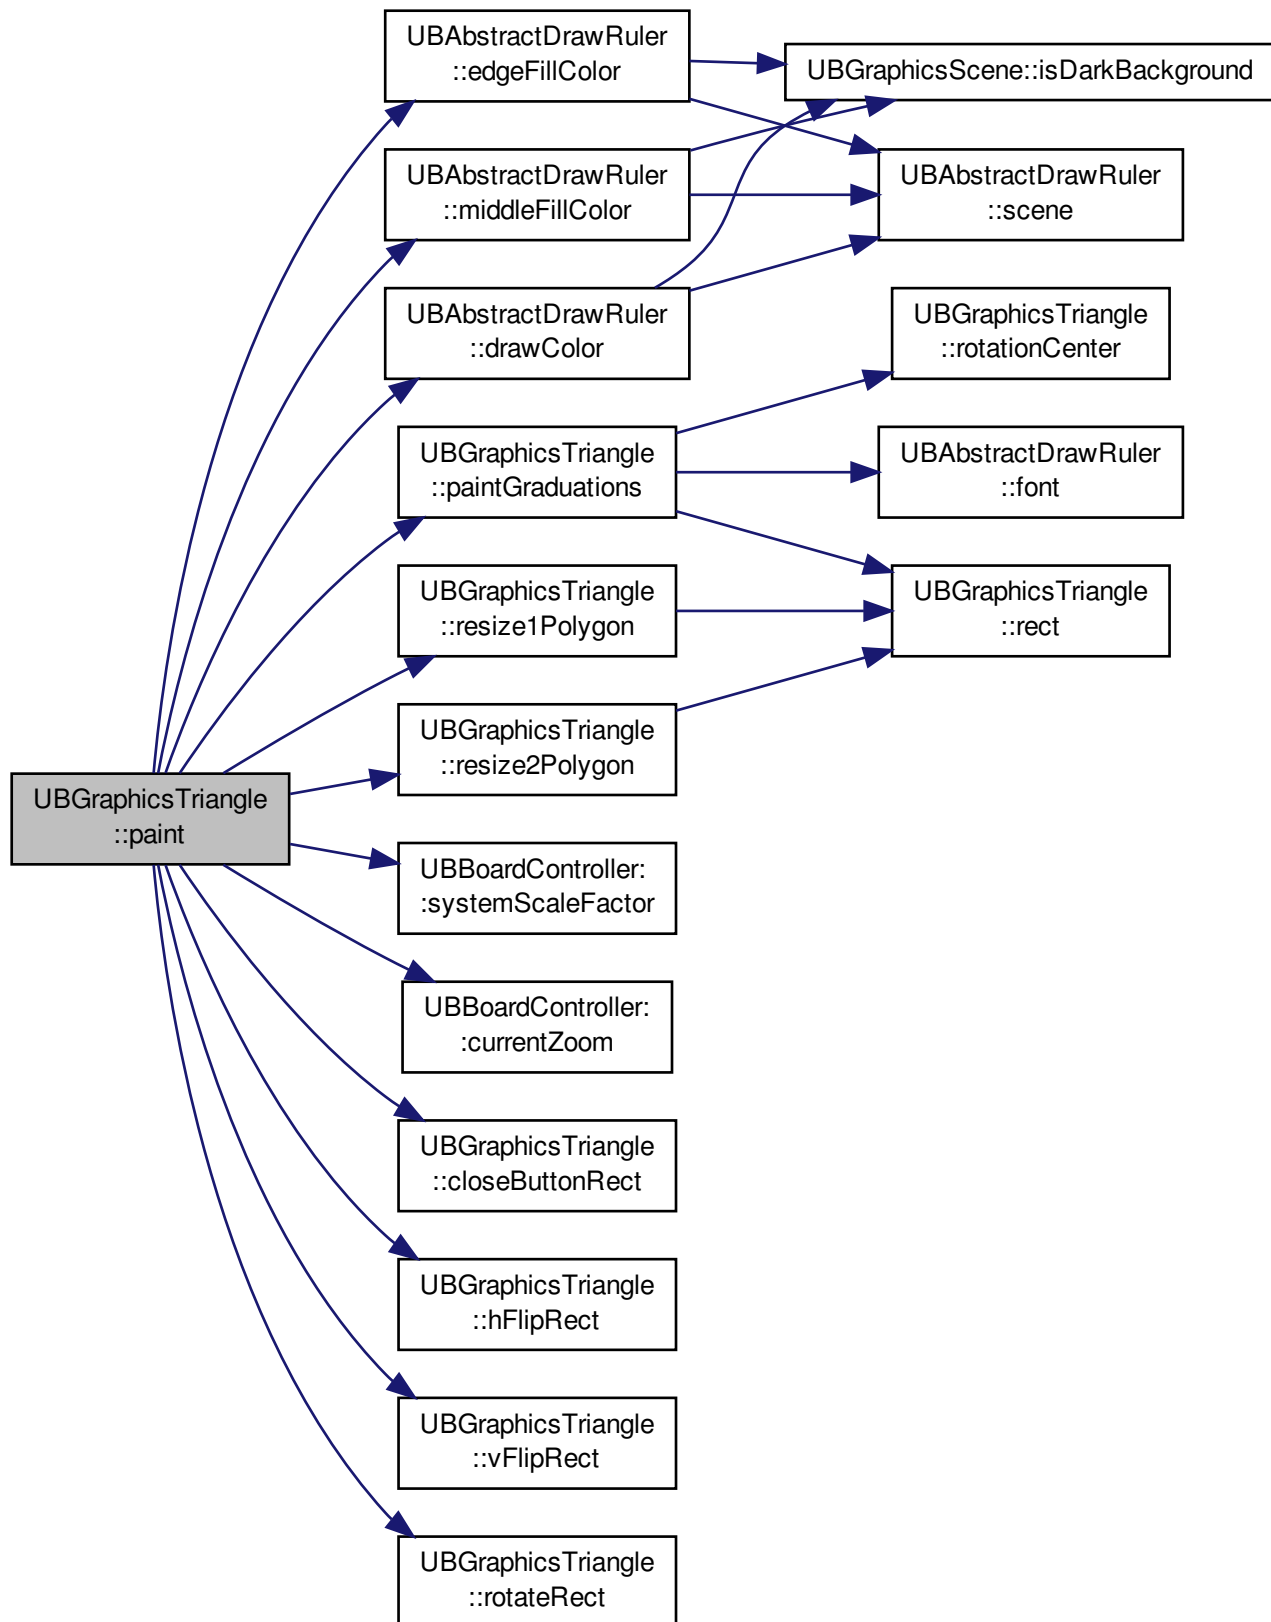 UBGraphicsTriangle
::paint
UBAbstractDrawRuler
::edgeFillColor
UBGraphicsScene::isDarkBackground
UBAbstractDrawRuler
::scene
UBAbstractDrawRuler
::middleFillColor
UBAbstractDrawRuler
::drawColor
UBGraphicsTriangle
::paintGraduations
UBGraphicsTriangle
::rotationCenter
UBAbstractDrawRuler
::font
UBGraphicsTriangle
::rect
UBGraphicsTriangle
::resize1Polygon
UBGraphicsTriangle
::resize2Polygon
UBBoardController:
:systemScaleFactor
UBBoardController:
:currentZoom
UBGraphicsTriangle
::closeButtonRect
UBGraphicsTriangle
::hFlipRect
UBGraphicsTriangle
::vFlipRect
UBGraphicsTriangle
::rotateRect